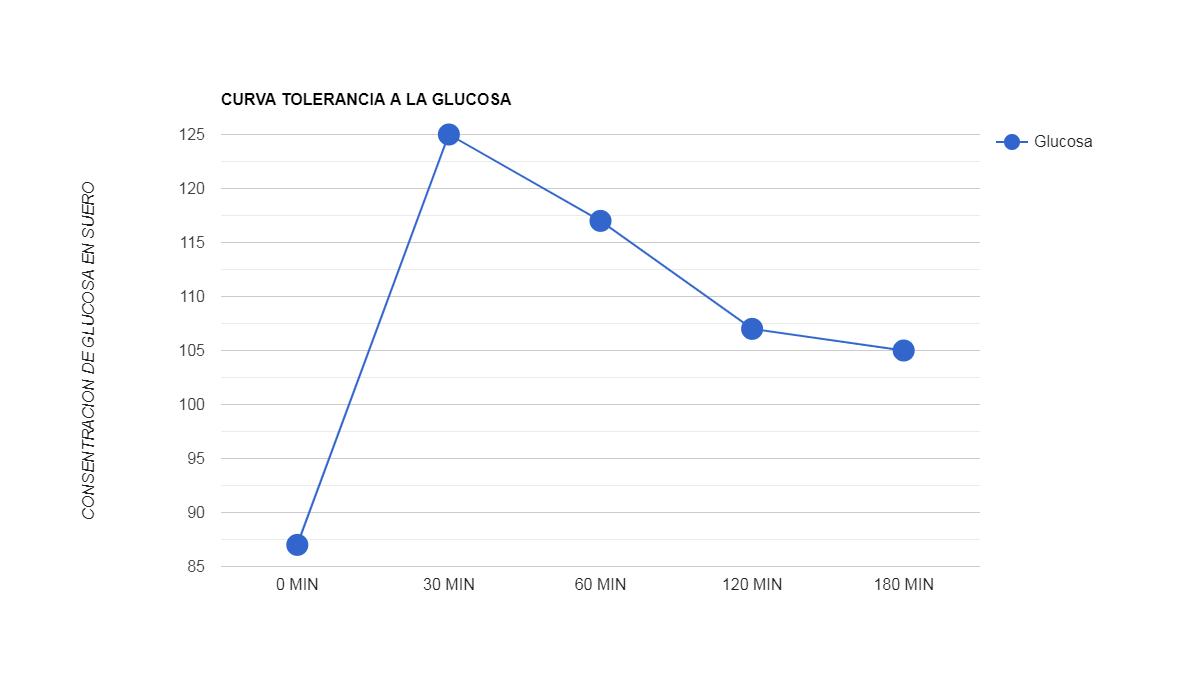 CURVA TOLERANCIA A LA GLUCOSA
Glucosa
CONSENTRACION DE GLUCOSA EN SUERO
125
120
115
110
105
100
95
90
85
0 MIN
30 MIN
60 MIN
120 MIN
180 MIN